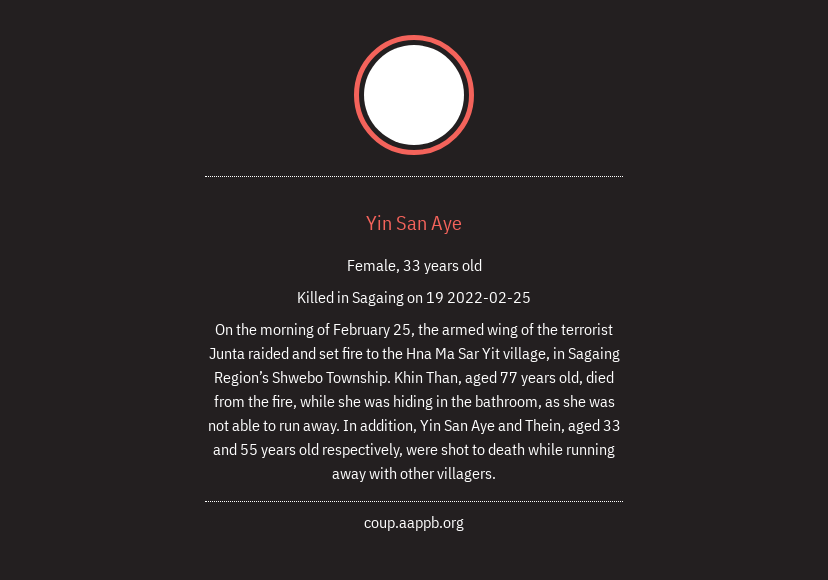 Yin San Aye
Female, 33 years old
Killed in Sagaing on 19 2022-02-25
On the morning of February 25, the armed wing of the terrorist
Junta raided and set fire to the Hna Ma Sar Yit village, in Sagaing
Region’s Shwebo Township. Khin Than, aged 77 years old, died
from the fire, while she was hiding in the bathroom, as she was
not able to run away. In addition, Yin San Aye and Thein, aged 33
and 55 years old respectively, were shot to death while running
away with other villagers.
coup.aappb.org